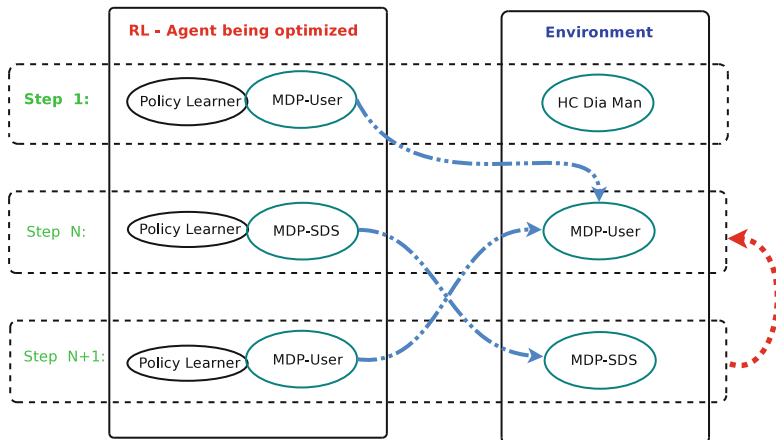 RL - Agent being optimized
Environment
Step 1:
Policy Learner
MDP-User
HC Dia Man
Step N:
Policy Learner
MDP-SDS
MDP-User
Step N+1:
Policy Learner
MDP-User
MDP-SDS